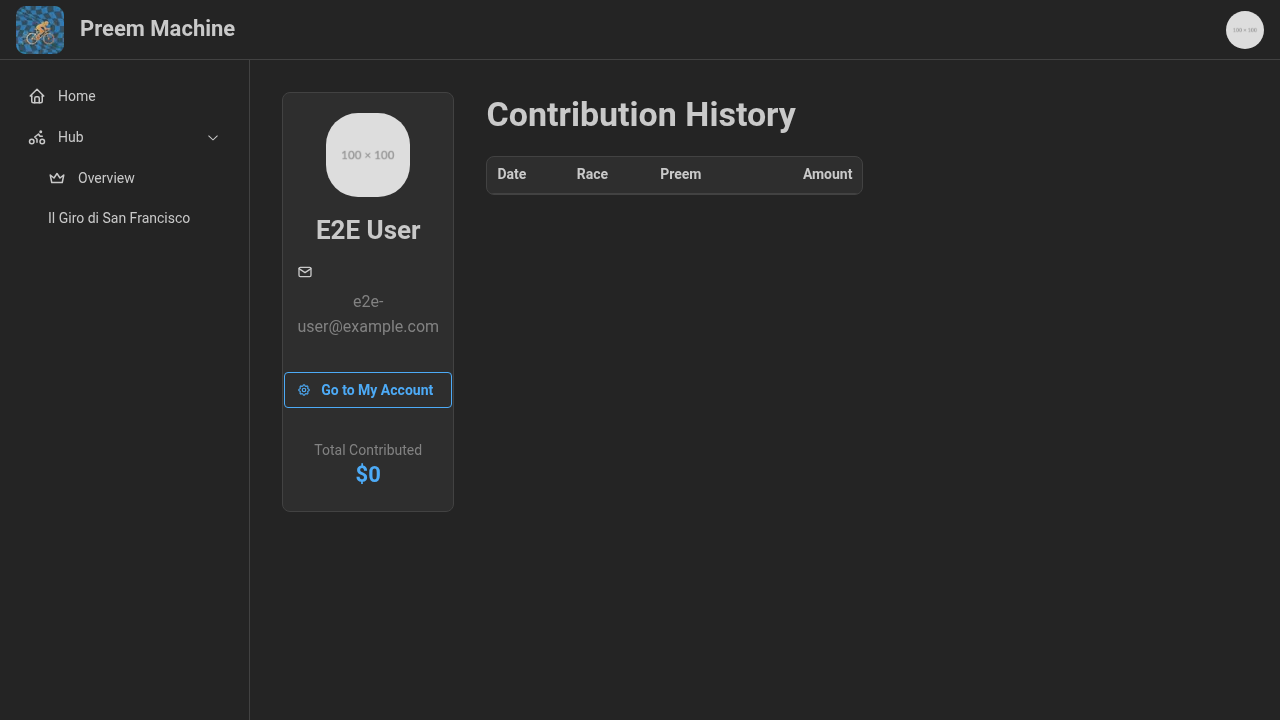 Preem Machine
100 × 100
Home
Hub
Overview
Il Giro di San Francisco
100 × 100
E2E User
e2e-
user@example.com
Go to My Account
Total Contributed
$0
Contribution History
Date Race Preem Amount